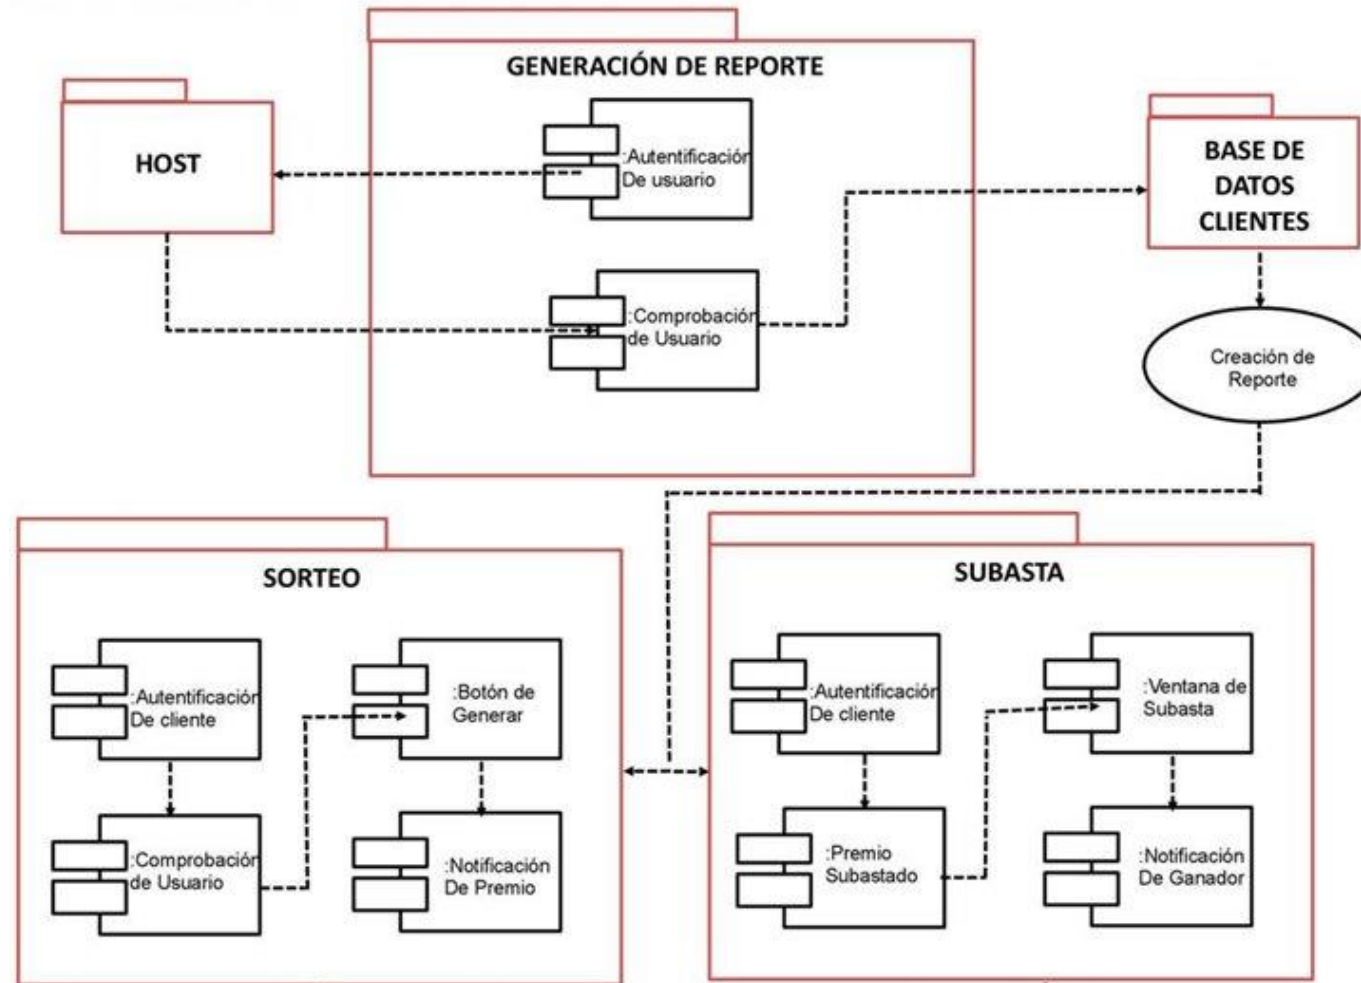 GENERACIÓN DE REPORTE
HOST
:Autentificación
De usuario
BASE DE
DATOS
CLIENTES
:Comprobación
de Usuario
Creación de
Reporte
SORTEO
:Autentificación
De cliente
:Botón de
Generar
:Comprobación
de Usuario
:Notificación
De Premio
SUBASTA
:Autentificación
De cliente
:Ventana de
Subasta
:Premio
Subastado
:Notificación
De Ganador